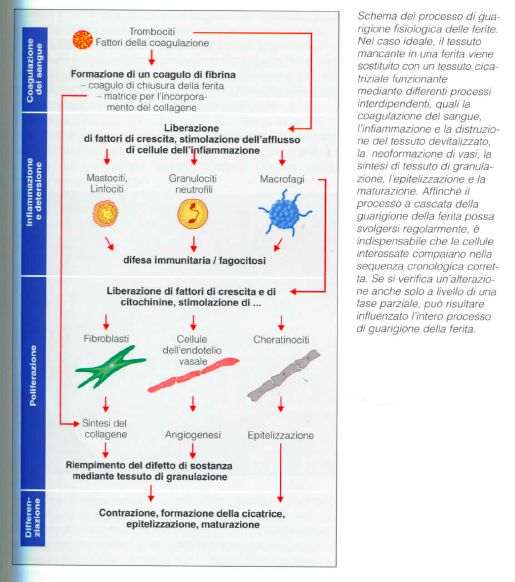 Coagulazione
del sangue
Trombociti
Fattori della coagulazione
Formazione di un coagulo di fibrina
– coagulo di chiusura della ferita
– matrice per l'incorpora-
mento del collagene
Infiammazione
e detersione
Liberazione
di fattori di crescita, stimolazione dell'afflusso
di cellule dell'infiammazione
Mastociti,
Linfociti
Granulociti
neutrofili
Macrofagi
difesa immunitaria / fagocitosi
Poliferazione
Liberazione di fattori di crescita e di
citochinine, stimolazione di ...
Fibroblasti
Cellule
dell'endotelio
vasale
Cheratinociti
Sintesi del
collagene
Angiogenesi
Epitelizzazione
Riempimento del difetto di sostanza
mediante tessuto di granulazione
Differen-
ziazione
Contrazione, formazione della cicatrice,
epitelizzazione, maturazione
Schema del processo di gua-
rigione fisiologica delle ferite.
Nel caso ideale, il tessuto
mancante in una ferita viene
sostituito con un tessuto cica-
triziale funzionante
mediante differenti processi
interdipendenti, quali la
coagulazione del sangue,
l'infiammazione e la distruzio-
ne del tessuto devitalizzato,
la neoformazione di vasi, la
sintesi di tessuto di granula-
zione, l'epitelizzazione e la
maturazione. Affinché il
processo a cascata della
guarigione della ferita possa
svolgersi regolarmente, è
indispensabile che le cellule
interessate compaiano nella
sequenza cronologica corret-
ta. Se si verifica un'alterazio-
ne anche solo a livello di una
fase parziale, può risultare
influenzato l'intero processo
di guarigione della ferita.